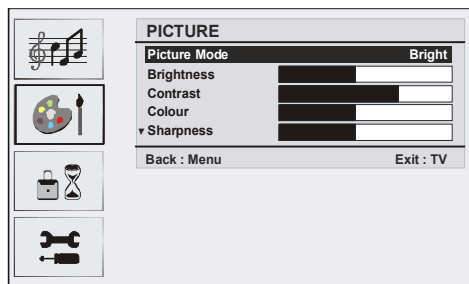 PICTURE
Picture Mode Bright
Brightness
Contrast
Colour
Sharpness
Back : Menu Exit : TV